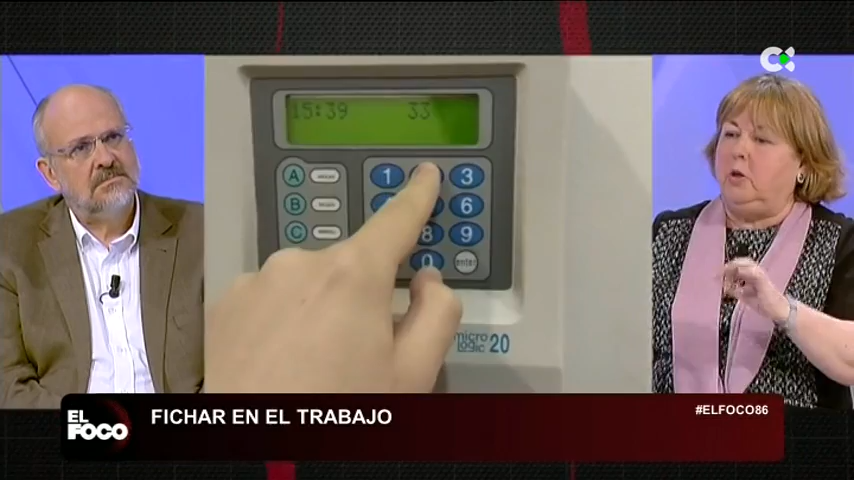 15:39 33
A
1 3
B
6
C
8 9
0 enter
micro
logic 20
EL
FOCO
FICHAR EN EL TRABAJO
#ELFOCO86